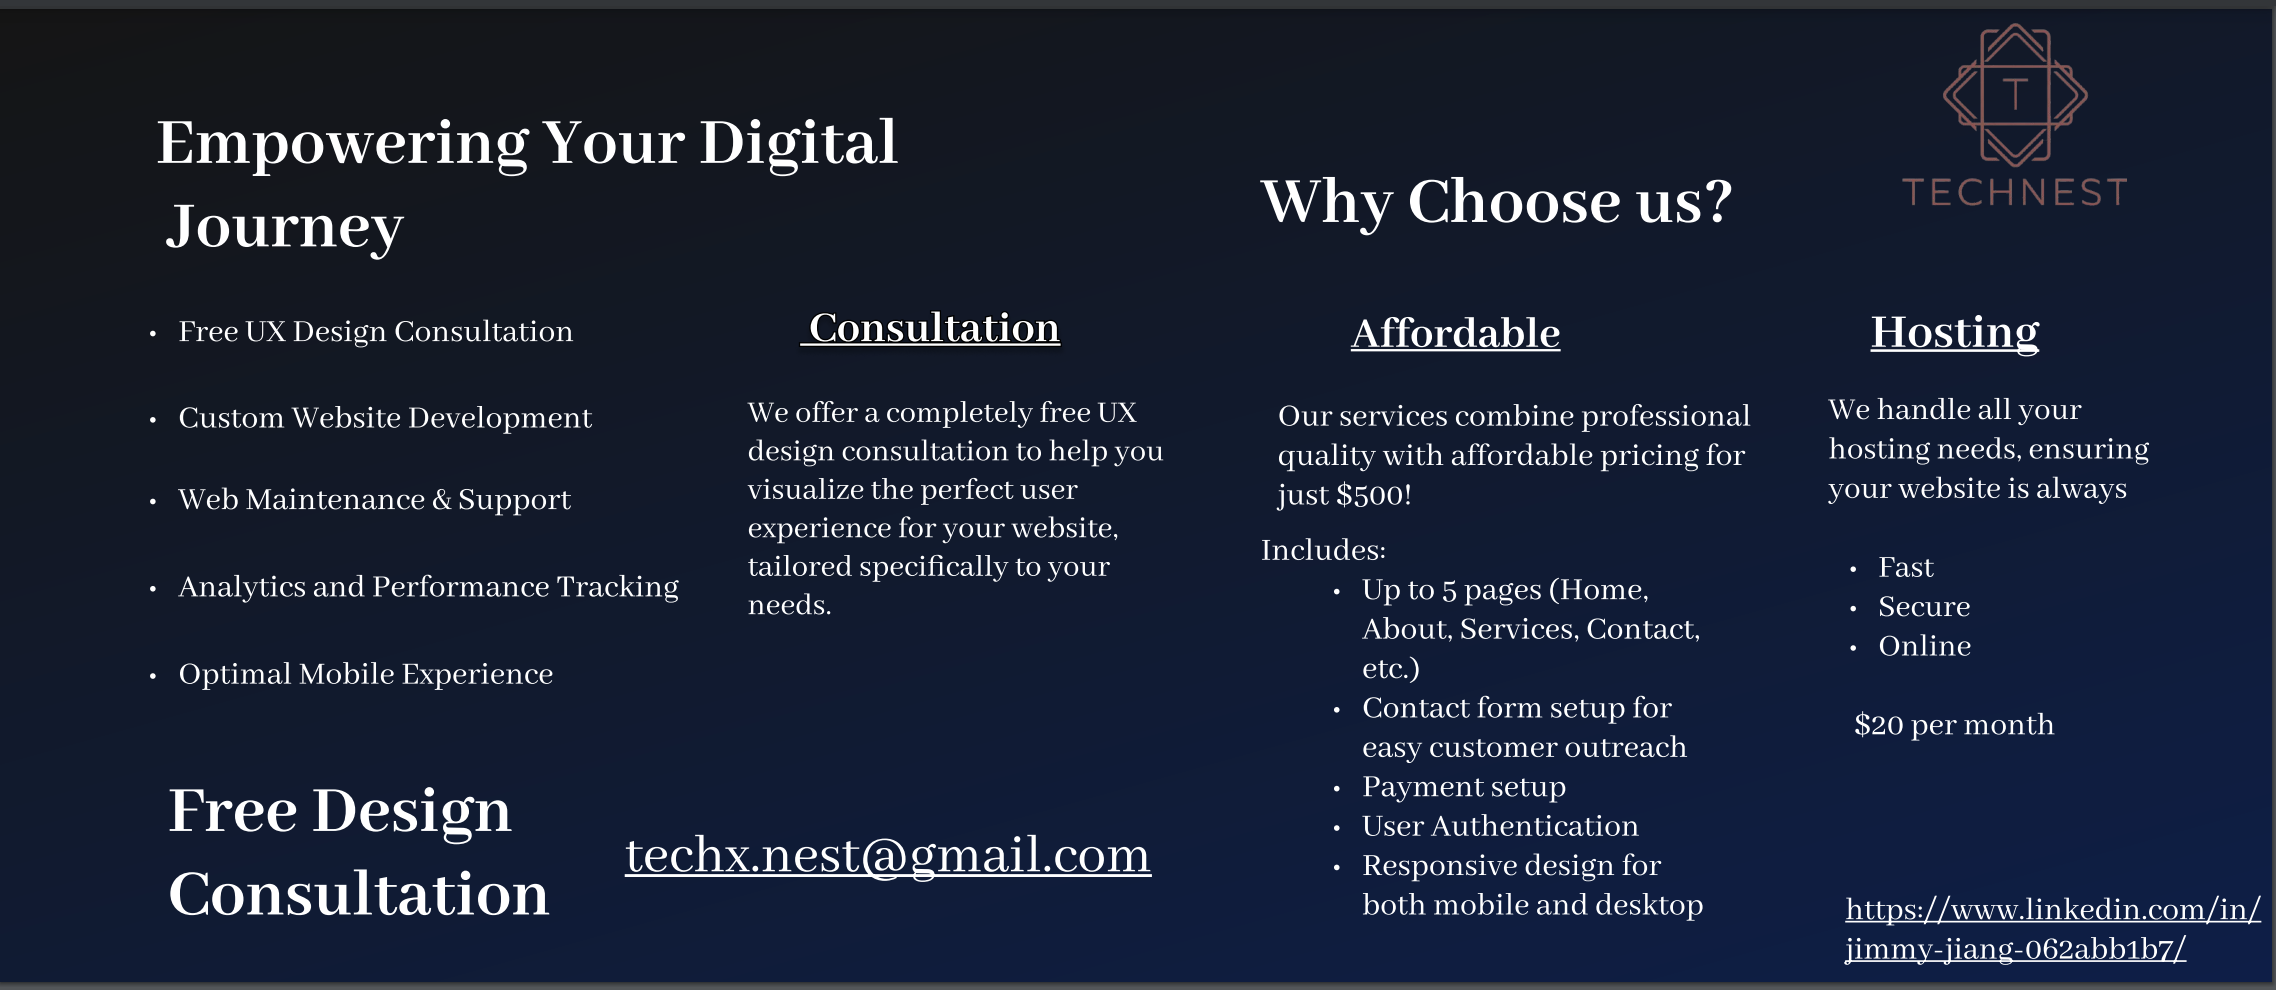 Empowering Your Digital
Journey
• Free UX Design Consultation
• Custom Website Development
• Web Maintenance & Support
• Analytics and Performance Tracking
• Optimal Mobile Experience
Consultation
We offer a completely free UX
design consultation to help you
visualize the perfect user
experience for your website,
tailored specifically to your
needs.
Free Design
Consultation
techx.nest@gmail.com
T
TECHNEST
Why Choose us?
Affordable
Our services combine professional
quality with affordable pricing for
just $500!
Includes:
• Up to 5 pages (Home,
About, Services, Contact,
etc.)
• Contact form setup for
easy customer outreach
• Payment setup
• User Authentication
• Responsive design for
both mobile and desktop
Hosting
We handle all your
hosting needs, ensuring
your website is always
• Fast
• Secure
• Online
$20 per month
https://www.linkedin.com/in/
jimmy-jiang-062abb1b7/